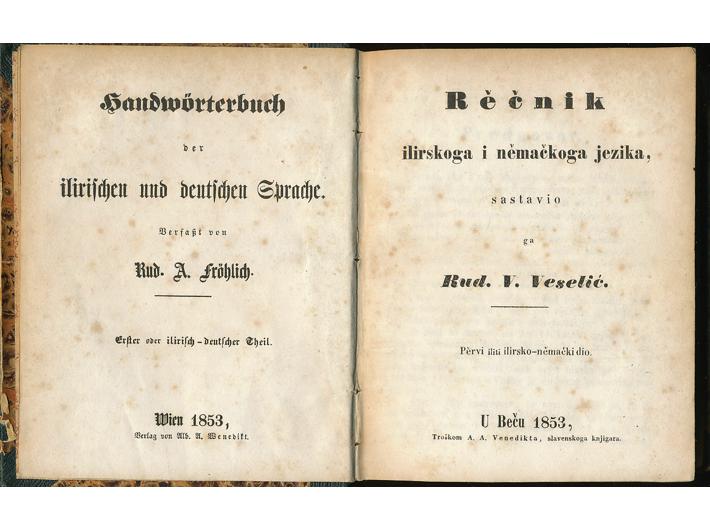 Handwörterbuch
der
ilirischen und deutschen Sprache.
Verfaßt von
Rud. A. Fröhlich.
Erster oder ilirisch-deutscher Theil.
Wien 1853,
Verlag von Alb. A. Wenedikt.
Rěčnik
ilirskoga i němačkoga jezika,
sastavio
ga
Rud. V. Veselić.
Pèrvi iliti ilirsko-němački dio.
U Beču 1853,
Troškom A. A. Venedikta, slavenskoga knjigara.